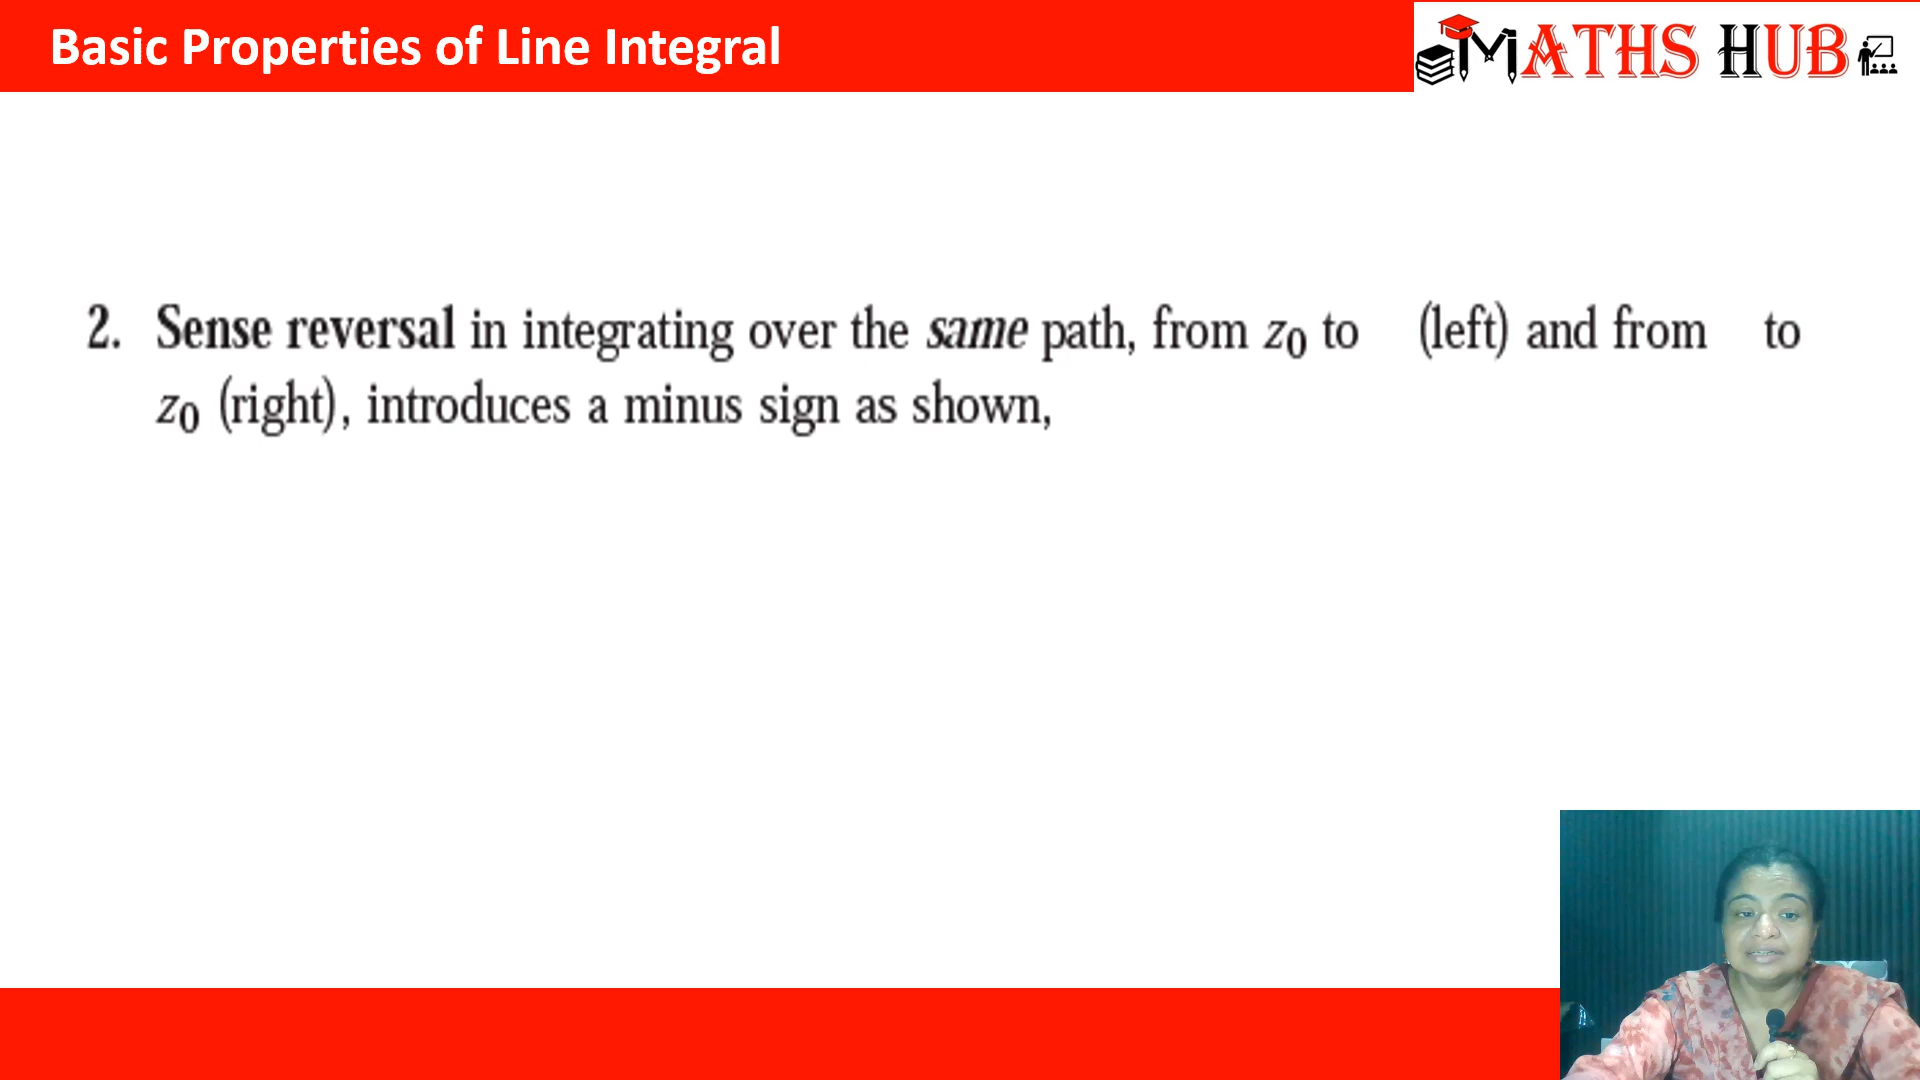 Basic Properties of Line Integral
MATHS HUB
2. Sense reversal in integrating over the same path, from z₀ to (left) and from to
z₀ (right), introduces a minus sign as shown,